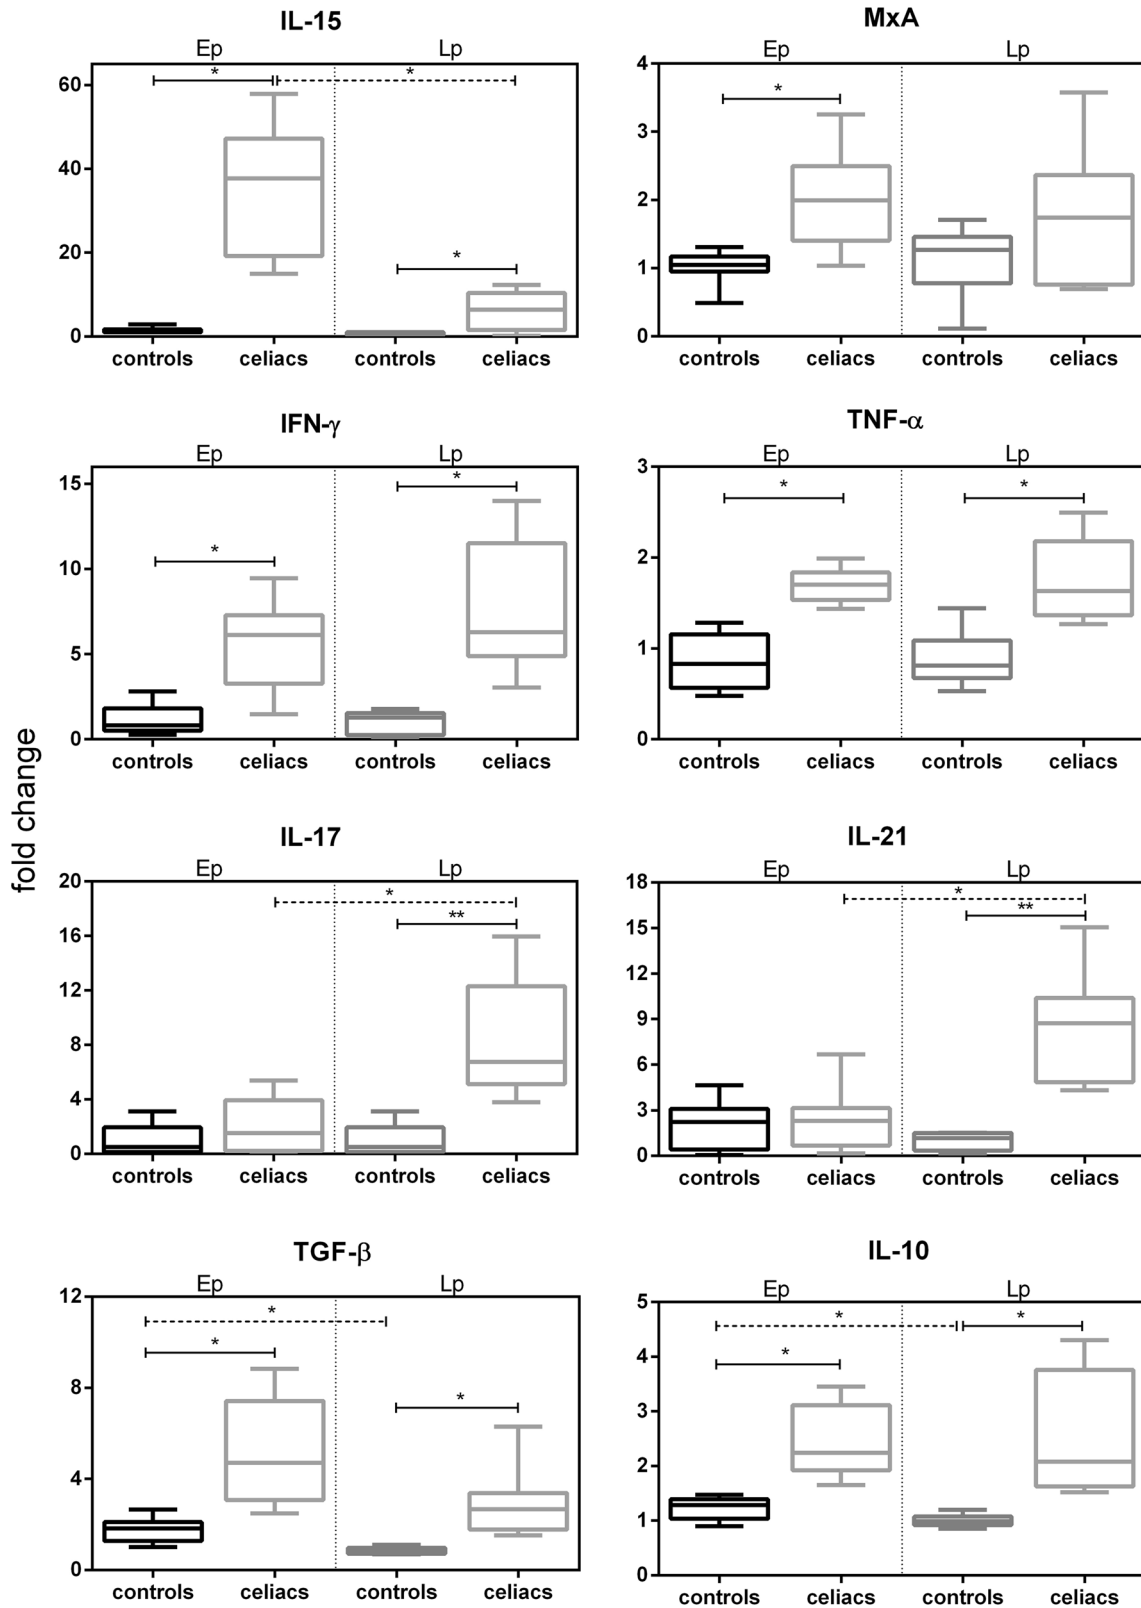 IL-15
Ep Lp
* *
*
60
40
20
0
controls celiacs controls celiacs
MxA
Ep Lp
*
4
3
2
1
0
controls celiacs controls celiacs
IFN-γ
Ep Lp
*
*
15
10
5
0
controls celiacs controls celiacs
TNF-α
Ep Lp
* *
3
2
1
0
controls celiacs controls celiacs
fold change
IL-17
Ep Lp
*
**
20
16
12
8
4
0
controls celiacs controls celiacs
IL-21
Ep Lp
*
**
18
15
12
9
6
3
0
controls celiacs controls celiacs
TGF-β
Ep Lp
*
*
*
12
8
4
0
controls celiacs controls celiacs
IL-10
Ep Lp
* *
*
5
4
3
2
1
0
controls celiacs controls celiacs